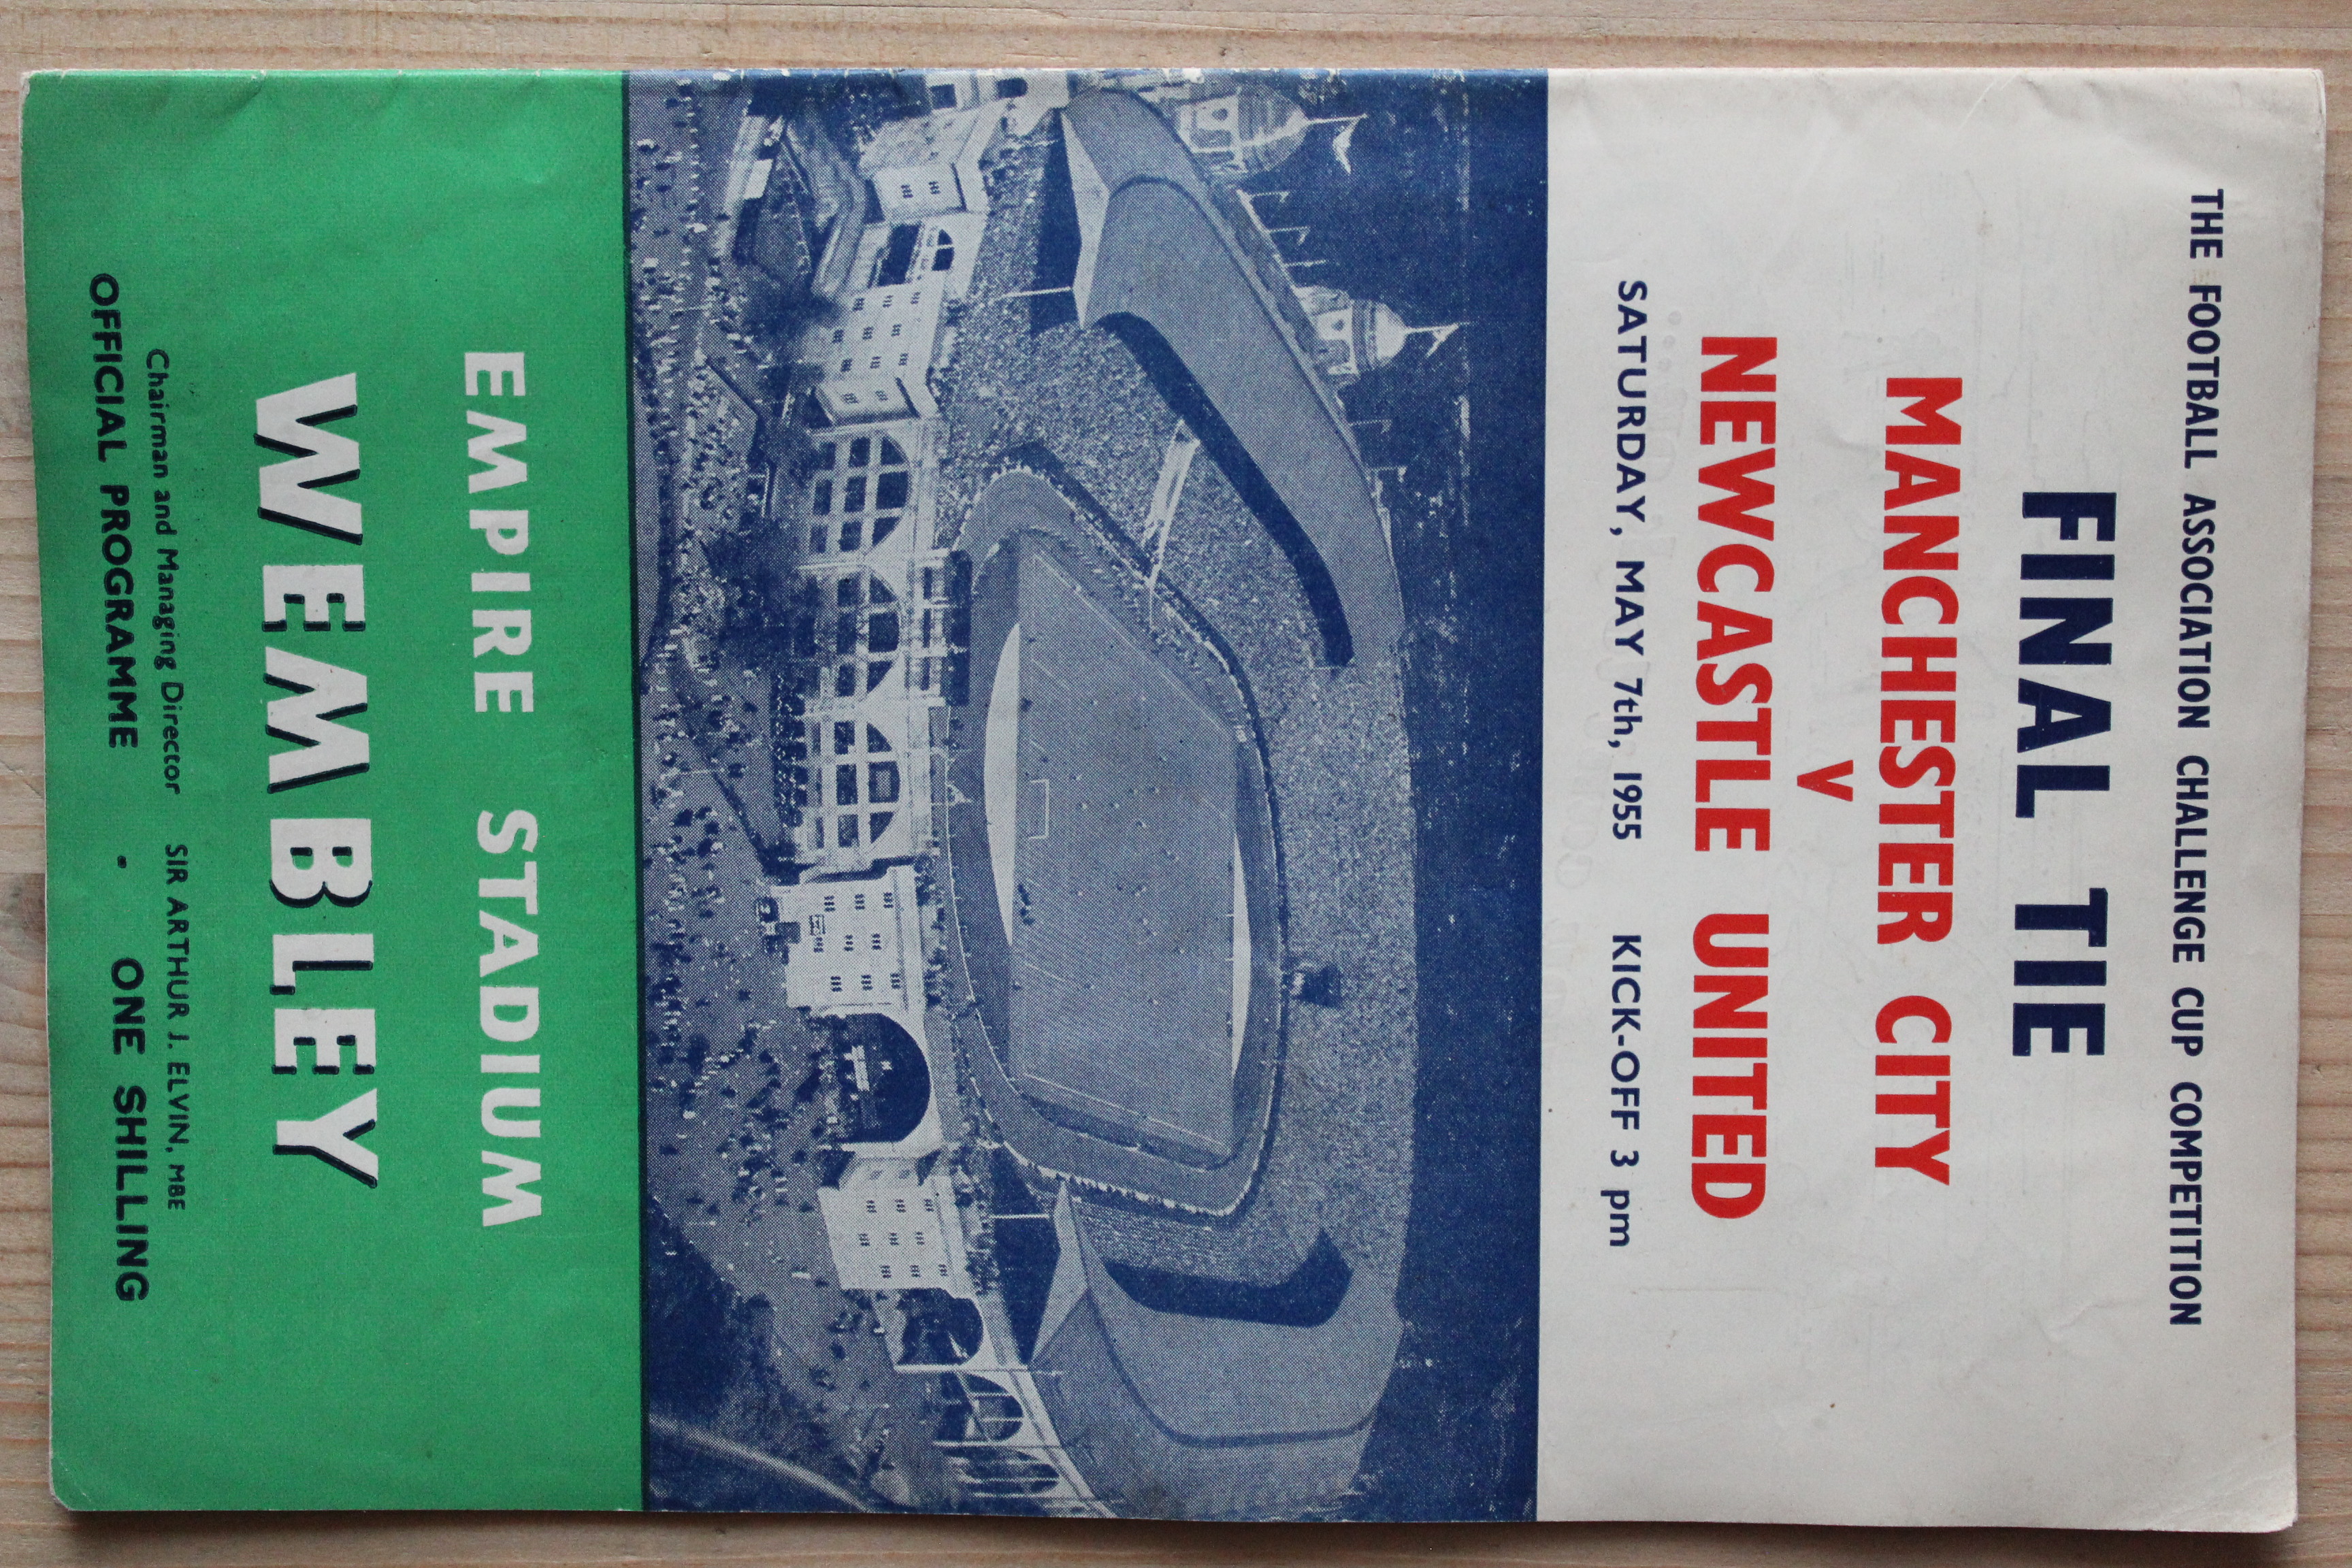 THE FOOTBALL ASSOCIATION CHALLENGE CUP COMPETITION
FINAL TIE
MANCHESTER CITY
V
NEWCASTLE UNITED
SATURDAY, MAY 7th, 1955 KICK-OFF 3 pm
EMPIRE STADIUM
WEMBLEY
Chairman and Managing Director SIR ARTHUR J. ELVIN, MBE
OFFICIAL PROGRAMME · ONE SHILLING